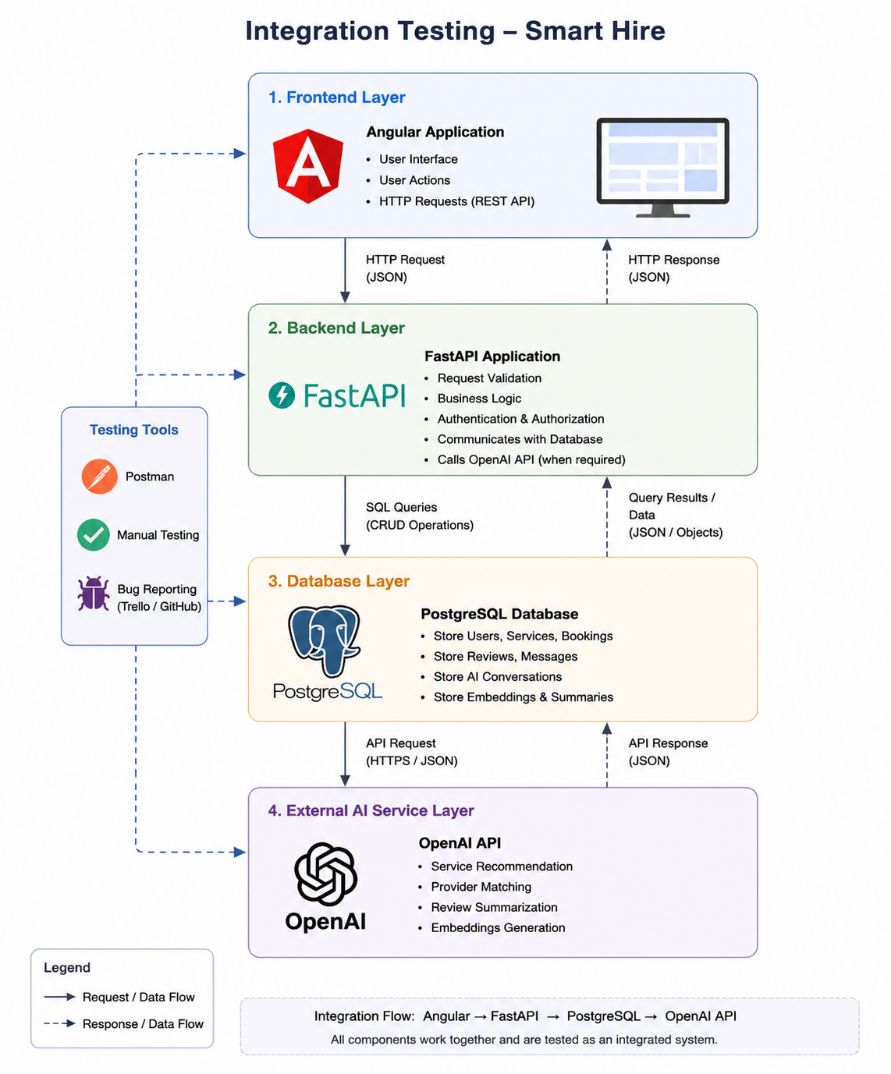 Integration Testing – Smart Hire
1. Frontend Layer
Angular Application
• User Interface
• User Actions
• HTTP Requests (REST API)
HTTP Request
(JSON)
HTTP Response
(JSON)
2. Backend Layer
FastAPI
FastAPI Application
• Request Validation
• Business Logic
• Authentication & Authorization
• Communicates with Database
• Calls OpenAI API (when required)
Testing Tools
Postman
Manual Testing
Bug Reporting
(Trello / GitHub)
SQL Queries
(CRUD Operations)
Query Results /
Data
(JSON / Objects)
3. Database Layer
PostgreSQL
PostgreSQL Database
• Store Users, Services, Bookings
• Store Reviews, Messages
• Store AI Conversations
• Store Embeddings & Summaries
API Request
(HTTPS / JSON)
API Response
(JSON)
4. External AI Service Layer
OpenAI
OpenAI API
• Service Recommendation
• Provider Matching
• Review Summarization
• Embeddings Generation
Legend
Request / Data Flow
Response / Data Flow
Integration Flow: Angular → FastAPI → PostgreSQL → OpenAI API
All components work together and are tested as an integrated system.